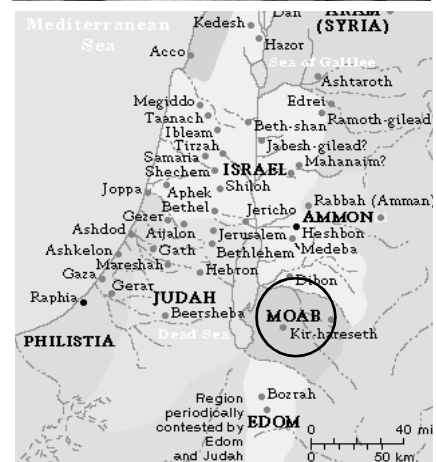 Mediterranean
Sea
Kedesh
Dan
ARAM
(SYRIA)
Hazor
Acco
Sea of Galilee
Ashtaroth
Megiddo
Edrei
Taanach
Ramoth-gilead
Ibleam
Beth-shan
Tirzah
Jabesh-gilead?
Samaria
Mahanaim?
Shechem
ISRAEL
Joppa
Aphek
Shiloh
Bethel
Jericho
Rabbah (Amman)
Gezer
AMMON
Ashdod
Aijalon
Jerusalem
Heshbon
Ashkelon
Gath
Bethlehem
Medeba
Gaza
Mareshah
Hebron
Gerar
Dibon
Raphia
JUDAH
Beersheba
MOAB
Dead Sea
Kir-hareseth
PHILISTIA
Region
periodically
contested by
Edom
and Judah
Bozrah
EDOM
0 40 mi
0 50 km.